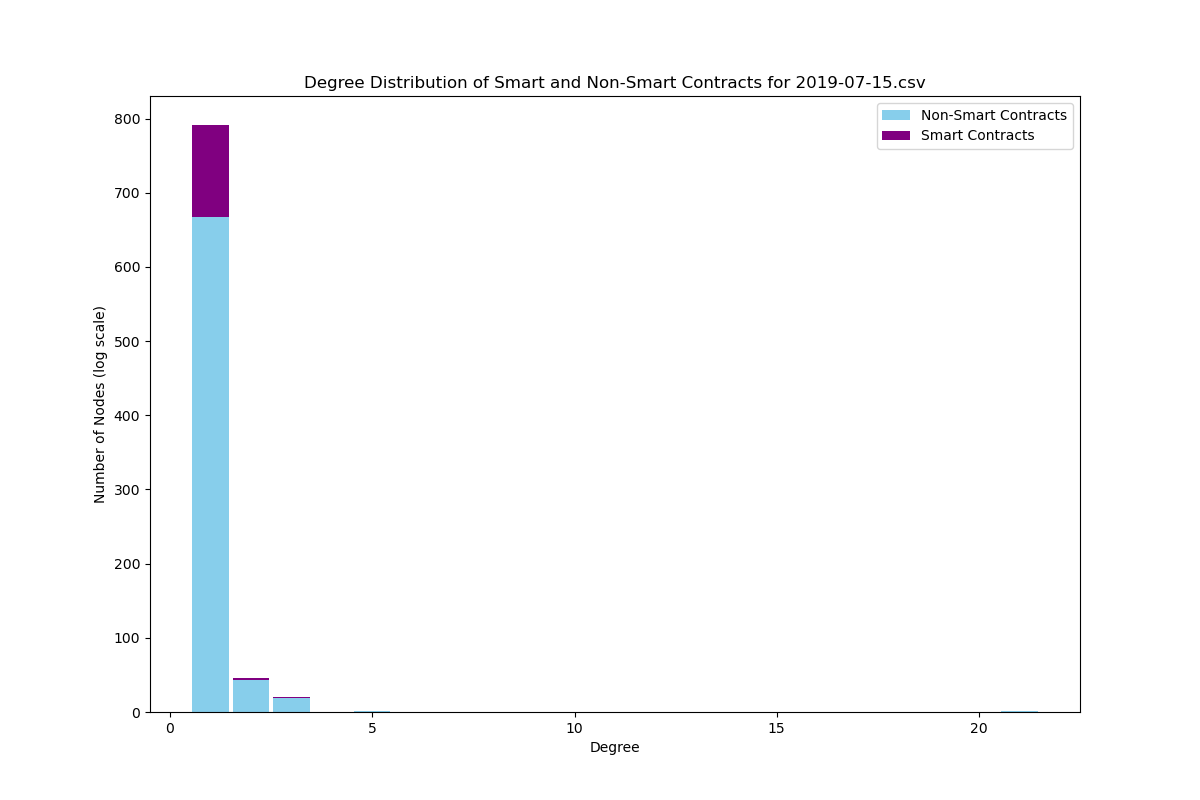 Degree Distribution of Smart and Non-Smart Contracts for 2019-07-15.csv
Non-Smart Contracts
Smart Contracts
Number of Nodes (log scale)
800
700
600
500
400
300
200
100
0
0 5 10 15 20
Degree